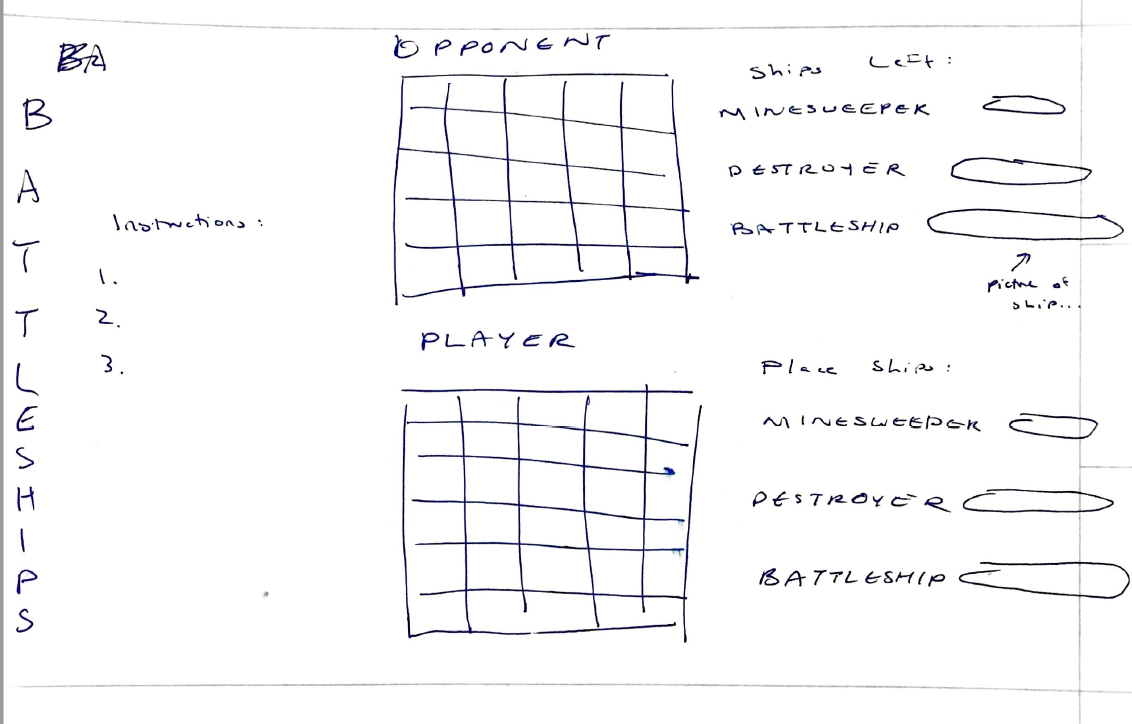 BA
B
A
T
T
L
E
S
H
I
P
S
Instructions :
1.
2.
3.
OPPONENT
Ships Left :
MINESWEEPER
DESTROYER
BATTLESHIP
picture of
ship...
PLAYER
Place Ships :
MINESWEEPER
DESTROYER
BATTLESHIP